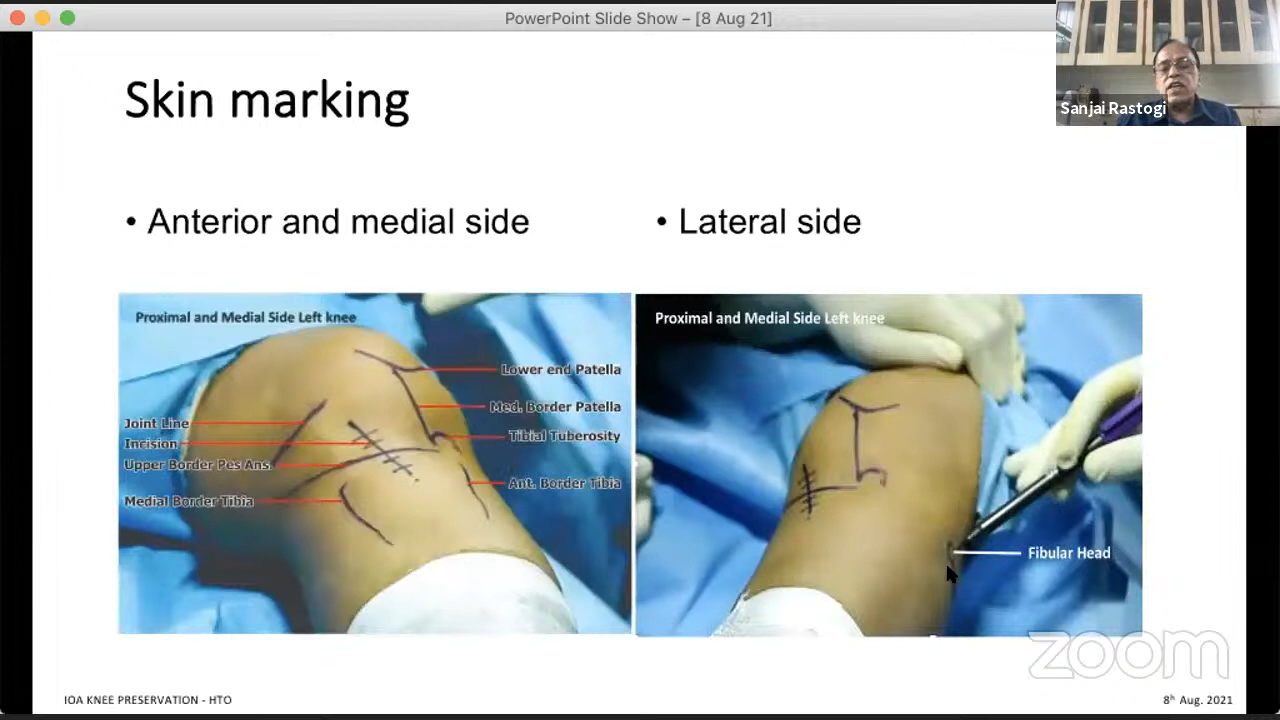 PowerPoint Slide Show – [8 Aug 21]
Sanjai Rastogi
Skin marking
• Anterior and medial side
• Lateral side
Proximal and Medial Side Left knee
Lower end Patella
Med. Border Patella
Joint Line
Tibial Tuberosity
Incision
Upper Border Pes Ans.
Ant. Border Tibia
Medial Border Tibia
Proximal and Medial Side Left knee
Fibular Head
zoom
IOA KNEE PRESERVATION - HTO
8h Aug. 2021